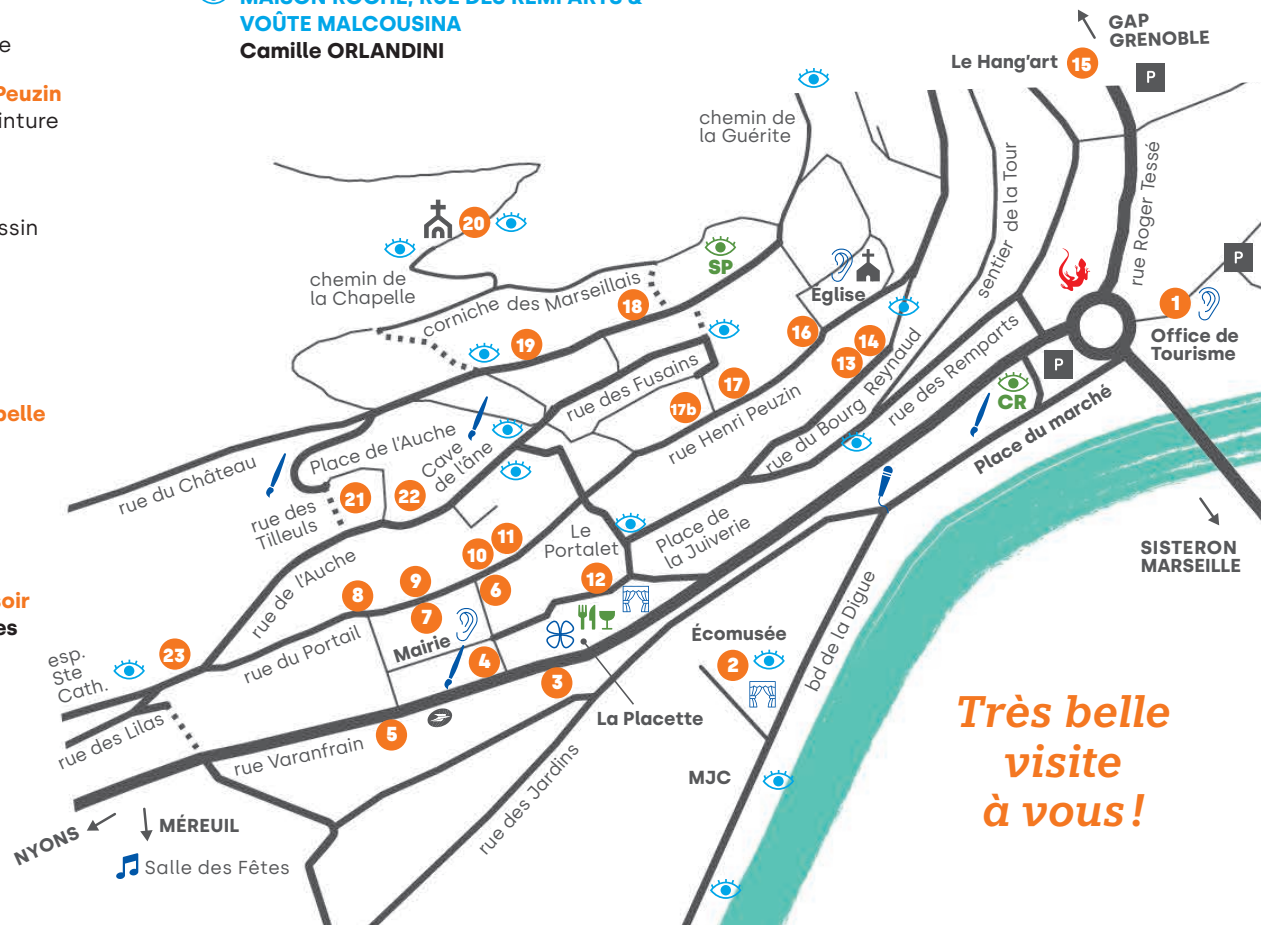 MAISON ROCHE, RUE DES REMPARTS &
VOÛTE MALCOUSINA
Camille ORLANDINI
e
Peuzin
inture
ssin
pelle
soir
es
GAP
GRENOBLE
Le Hang'art 15
P
chemin de
la Guérite
rue Roger Tessé
sentier de la Tour
20
chemin de
la Chapelle
SP
Église
P
1
Office de
Tourisme
corniche des Marseillais
18
19
16
14
13
17
17b
rue des Fusains
rue Henri Peuzin
rue du Bourg Reynaud
rue des Remparts
P
CR
Place du marché
rue du Château
Place de l'Auche
Cave
de l'âne
rue des
Tilleuls
21
22
rue de l'Auche
11
10
Le
Portalet
Place de
la Juiverie
SISTERON
MARSEILLE
8
9
6
12
7
Mairie
4
3
La Placette
Écomusée
2
bd de la Digue
esp.
Ste
Cath.
23
rue du Portail
rue des Lilas
5
rue Varanfrain
rue des Jardins
MJC
Très belle
visite
à vous !
NYONS
MÉREUIL
Salle des Fêtes